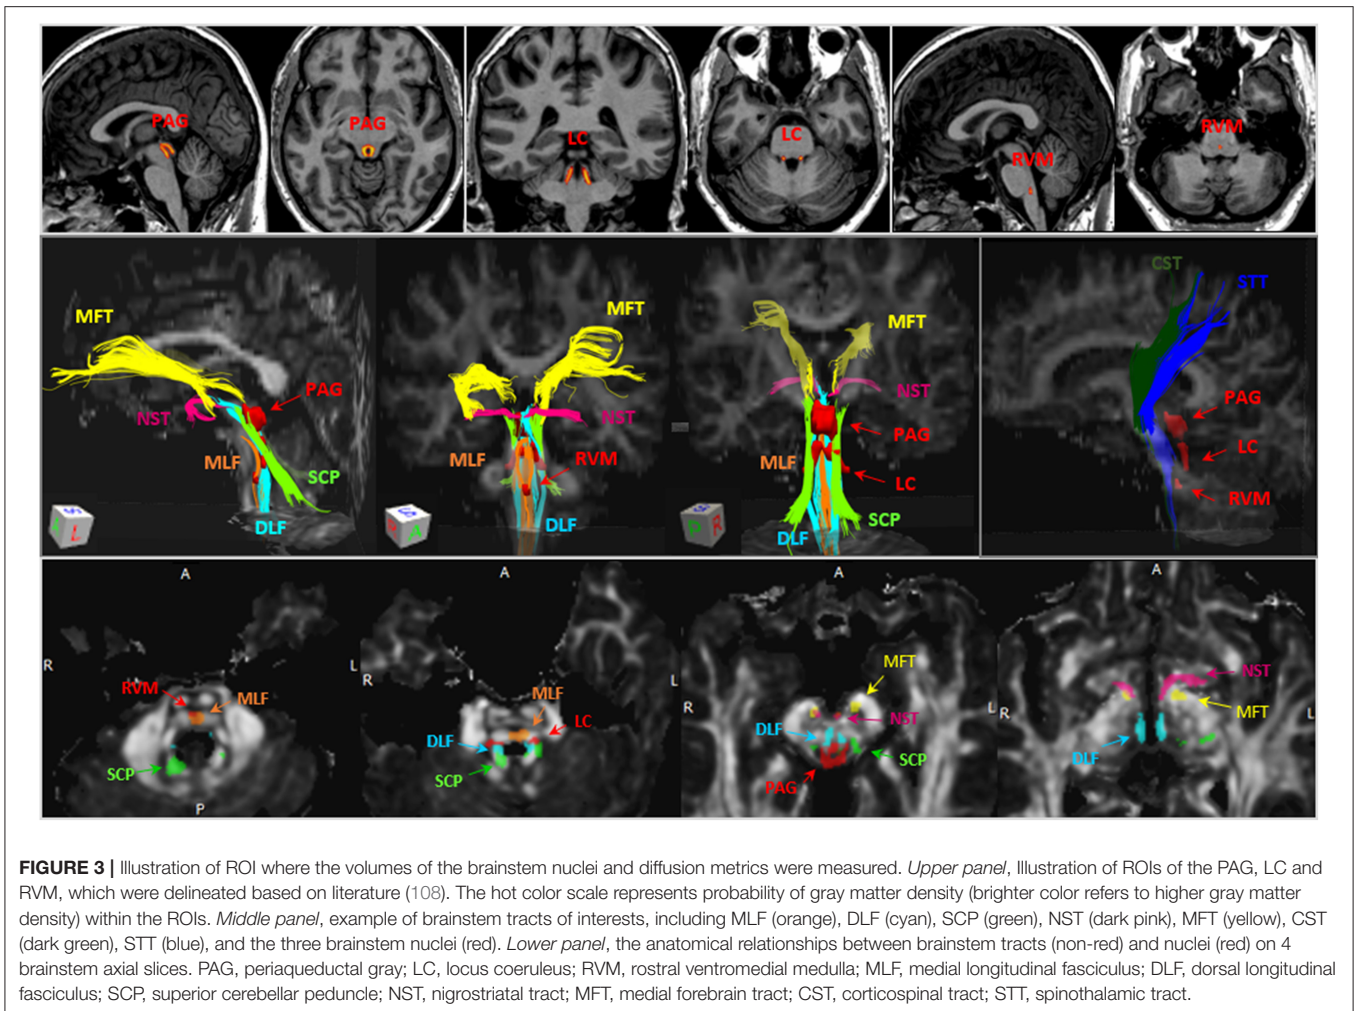 PAG
PAG
LC
LC
RVM
RVM
MFT
PAG
NST
MLF
SCP
DLF
S
L
MFT
NST
MLF
RVM
DLF
S
R
A
MFT
NST
PAG
MLF
LC
SCP
DLF
S
P
R
CST
STT
PAG
LC
RVM
A
R
L
RVM
MLF
SCP
P
A
R
L
MLF
LC
DLF
SCP
A
R
L
MFT
NST
DLF
SCP
PAG
A
R
L
NST
MFT
DLF
FIGURE 3 | Illustration of ROI where the volumes of the brainstem nuclei and diffusion metrics were measured. Upper panel, Illustration of ROIs of the PAG, LC and
RVM, which were delineated based on literature (108). The hot color scale represents probability of gray matter density (brighter color refers to higher gray matter
density) within the ROIs. Middle panel, example of brainstem tracts of interests, including MLF (orange), DLF (cyan), SCP (green), NST (dark pink), MFT (yellow), CST
(dark green), STT (blue), and the three brainstem nuclei (red). Lower panel, the anatomical relationships between brainstem tracts (non-red) and nuclei (red) on 4
brainstem axial slices. PAG, periaqueductal gray; LC, locus coeruleus; RVM, rostral ventromedial medulla; MLF, medial longitudinal fasciculus; DLF, dorsal longitudinal
fasciculus; SCP, superior cerebellar peduncle; NST, nigrostriatal tract; MFT, medial forebrain tract; CST, corticospinal tract; STT, spinothalamic tract.